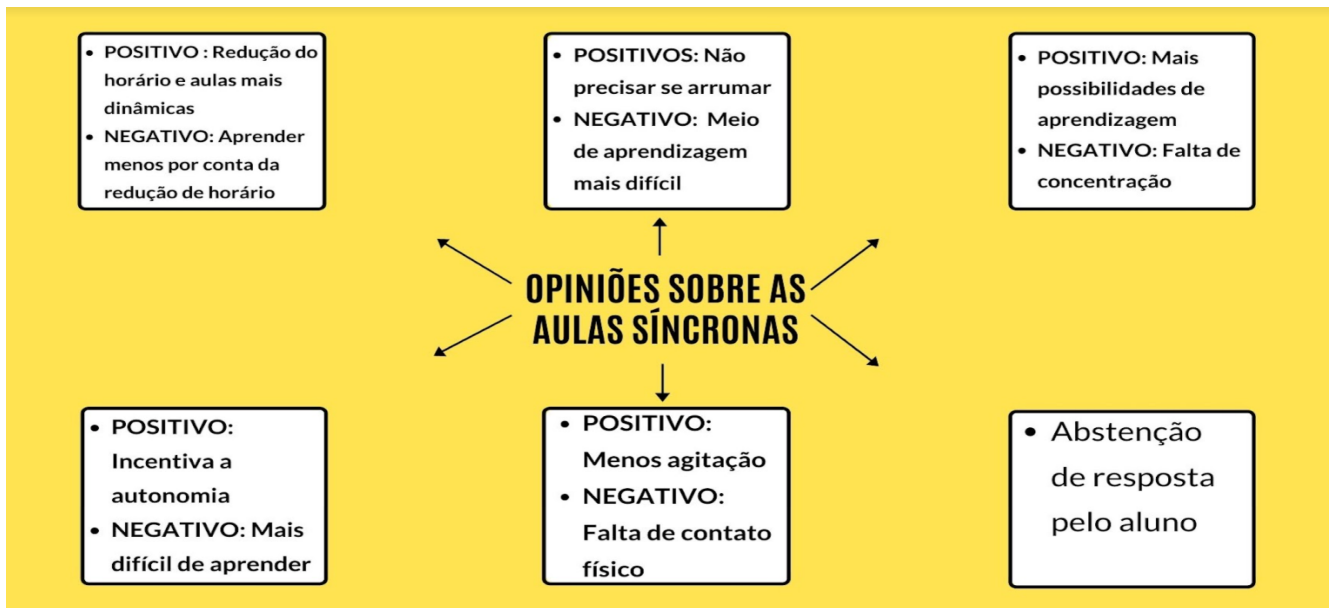 • POSITIVO : Redução do
horário e aulas mais
dinâmicas
• NEGATIVO: Aprender
menos por conta da
redução de horário
• POSITIVOS: Não
precisar se arrumar
• NEGATIVO: Meio
de aprendizagem
mais difícil
• POSITIVO: Mais
possibilidades de
aprendizagem
• NEGATIVO: Falta de
concentração
OPINIÕES SOBRE AS
AULAS SÍNCRONAS
• POSITIVO:
Incentiva a
autonomia
• NEGATIVO: Mais
difícil de aprender
• POSITIVO:
Menos agitação
• NEGATIVO:
Falta de contato
físico
• Abstenção
de resposta
pelo aluno